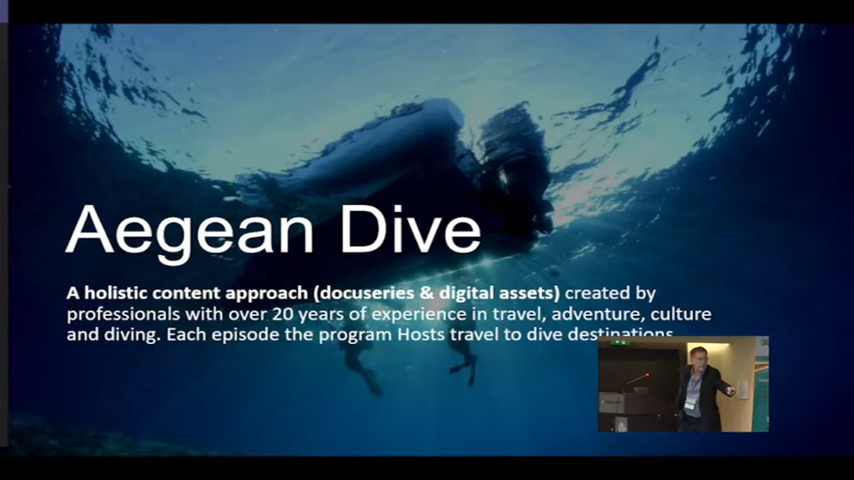 Aegean Dive
A holistic content approach (docuseries & digital assets) created by
professionals with over 20 years of experience in travel, adventure, culture
and diving. Each episode the program Hosts travel to dive destinations